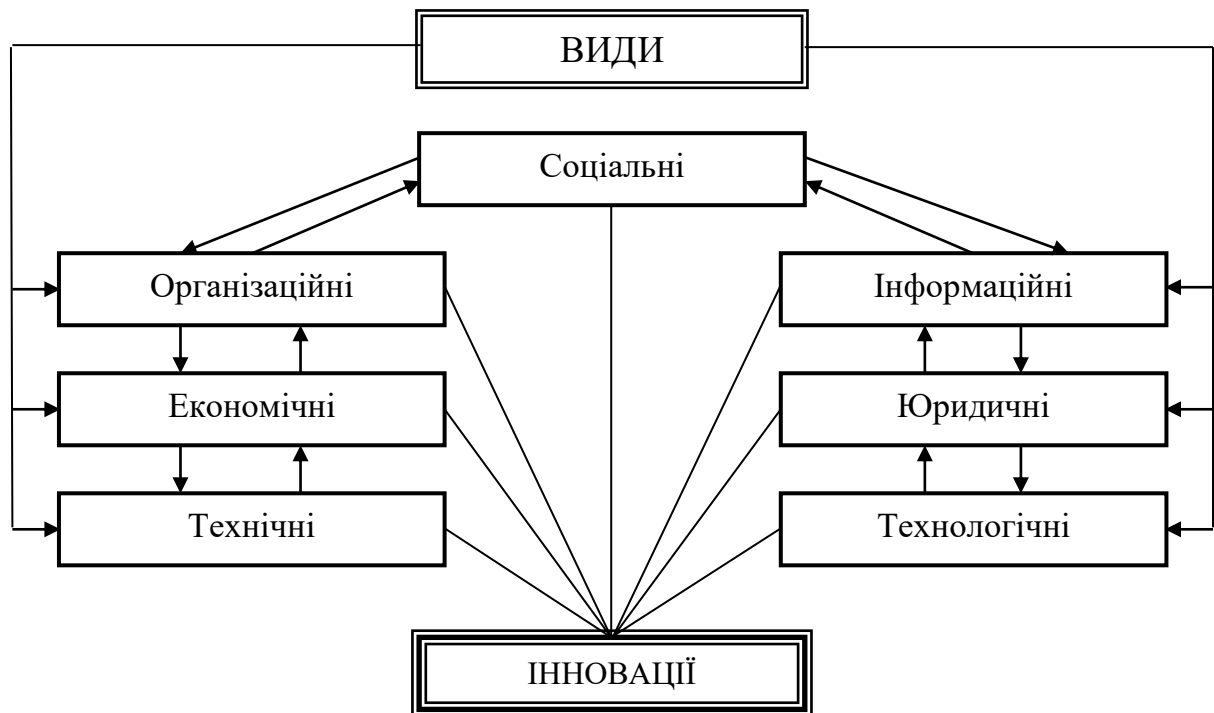 ВИДИ
Соціальні
Організаційні
Інформаційні
Економічні
Юридичні
Технічні
Технологічні
ІННОВАЦІЇ